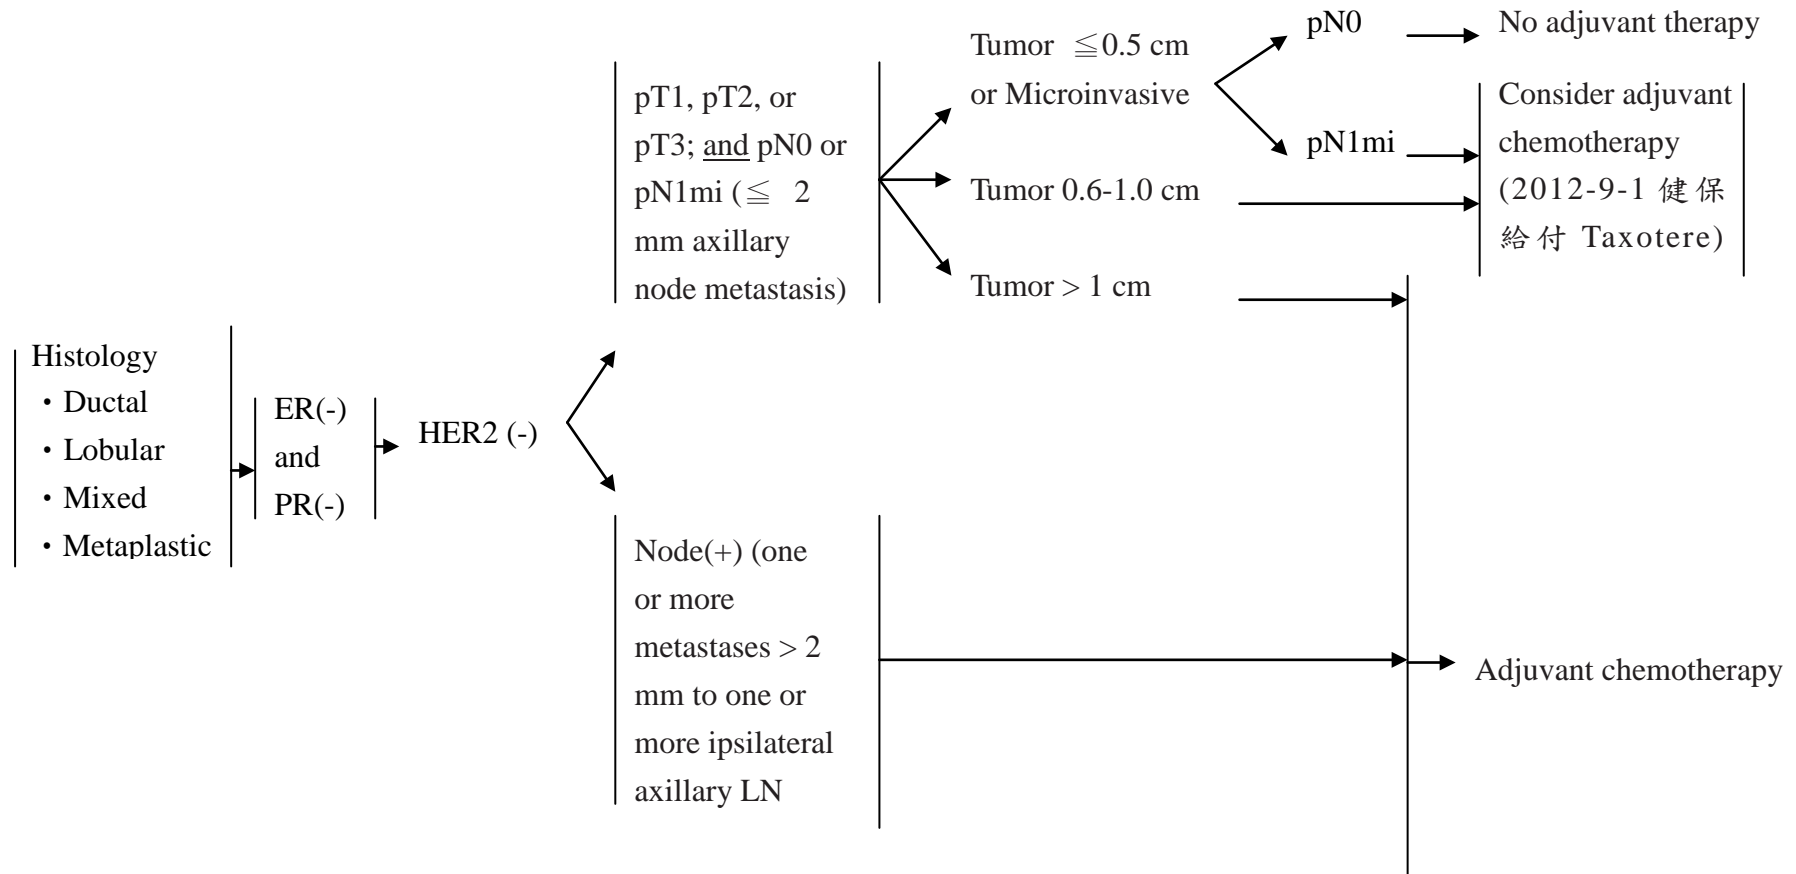 Histology
・Ductal
・Lobular
・Mixed
・Metaplastic
ER(-)
and
PR(-)
HER2 (-)
pT1, pT2, or
pT3; and pN0 or
pN1mi (≦ 2
mm axillary
node metastasis)
Tumor ≦0.5 cm
or Microinvasive
pN0
No adjuvant therapy
pN1mi
Consider adjuvant
chemotherapy
(2012-9-1 健保
給付 Taxotere)
Tumor 0.6-1.0 cm
Tumor > 1 cm
Node(+) (one
or more
metastases > 2
mm to one or
more ipsilateral
axillary LN
Adjuvant chemotherapy